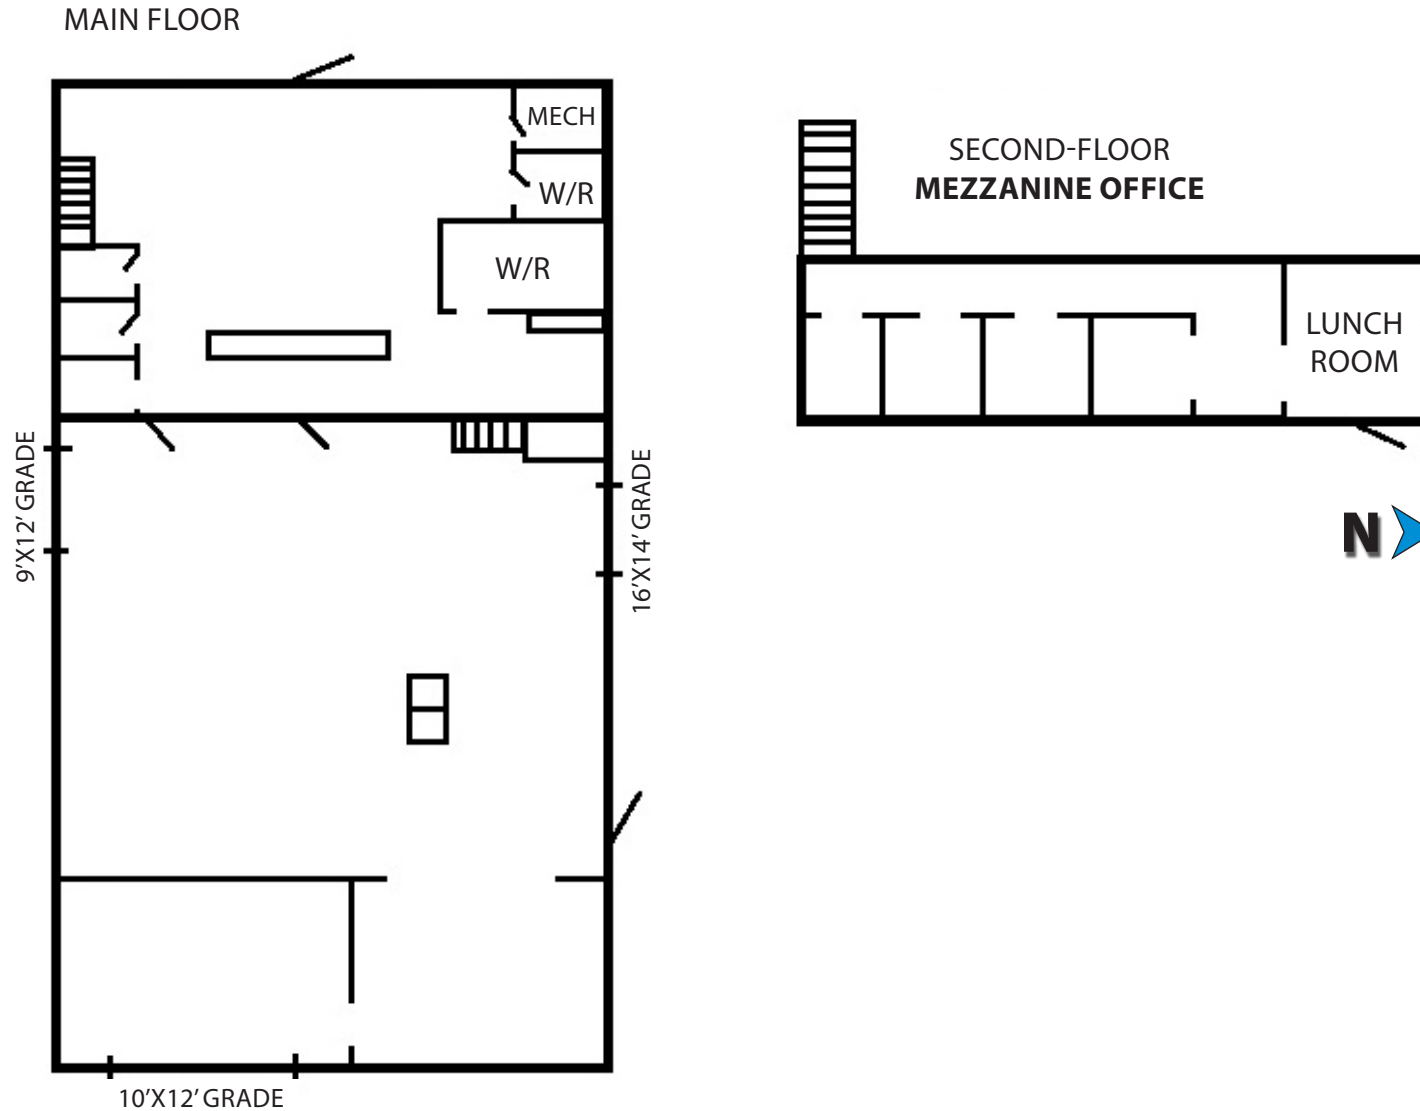 MAIN FLOOR
MECH
W/R
W/R
9'X12' GRADE
16'X14' GRADE
10'X12' GRADE
SECOND-FLOOR
MEZZANINE OFFICE
LUNCH
ROOM
N